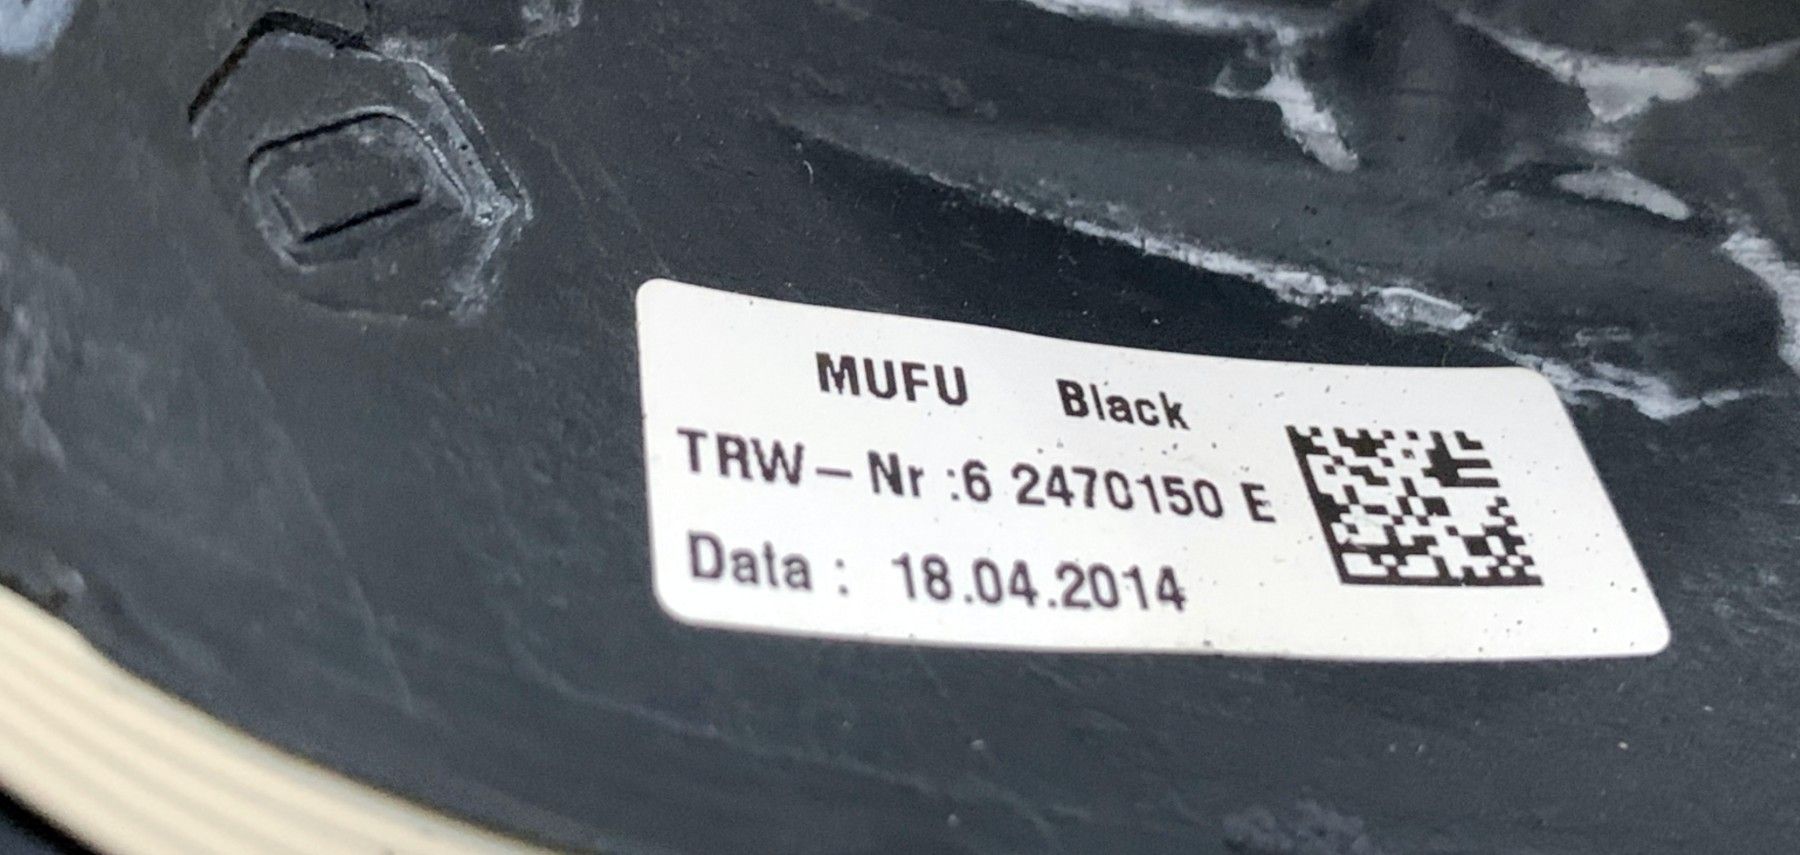 MUFU Black
TRW-Nr :6 2470150 E
Data : 18.04.2014